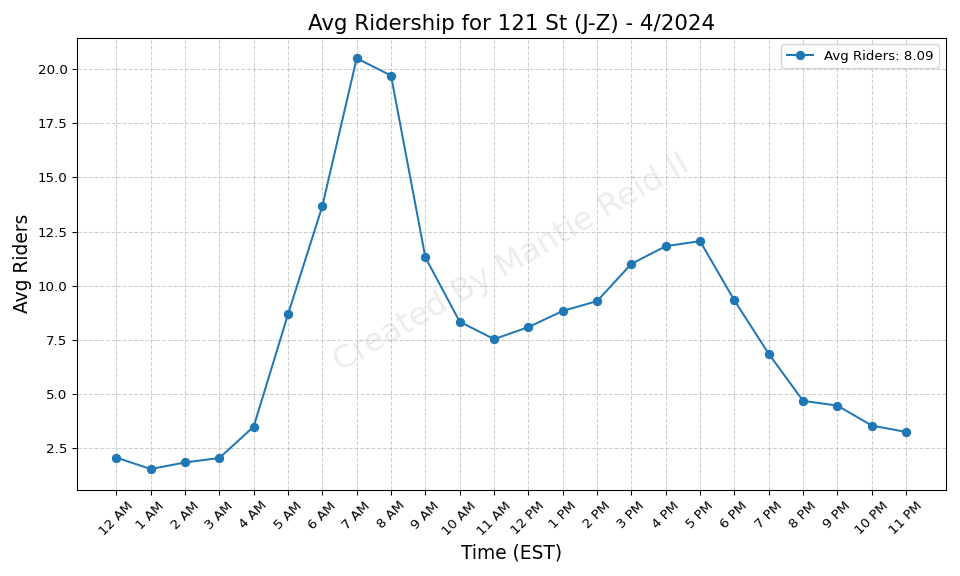 Avg Ridership for 121 St (J-Z) - 4/2024
Avg Riders: 8.09
20.0
17.5
15.0
12.5
10.0
7.5
5.0
2.5
Avg Riders
Created By Mantie Reid II
12 AM
1 AM
2 AM
3 AM
4 AM
5 AM
6 AM
7 AM
8 AM
9 AM
10 AM
11 AM
12 PM
1 PM
2 PM
3 PM
4 PM
5 PM
6 PM
7 PM
8 PM
9 PM
10 PM
11 PM
Time (EST)